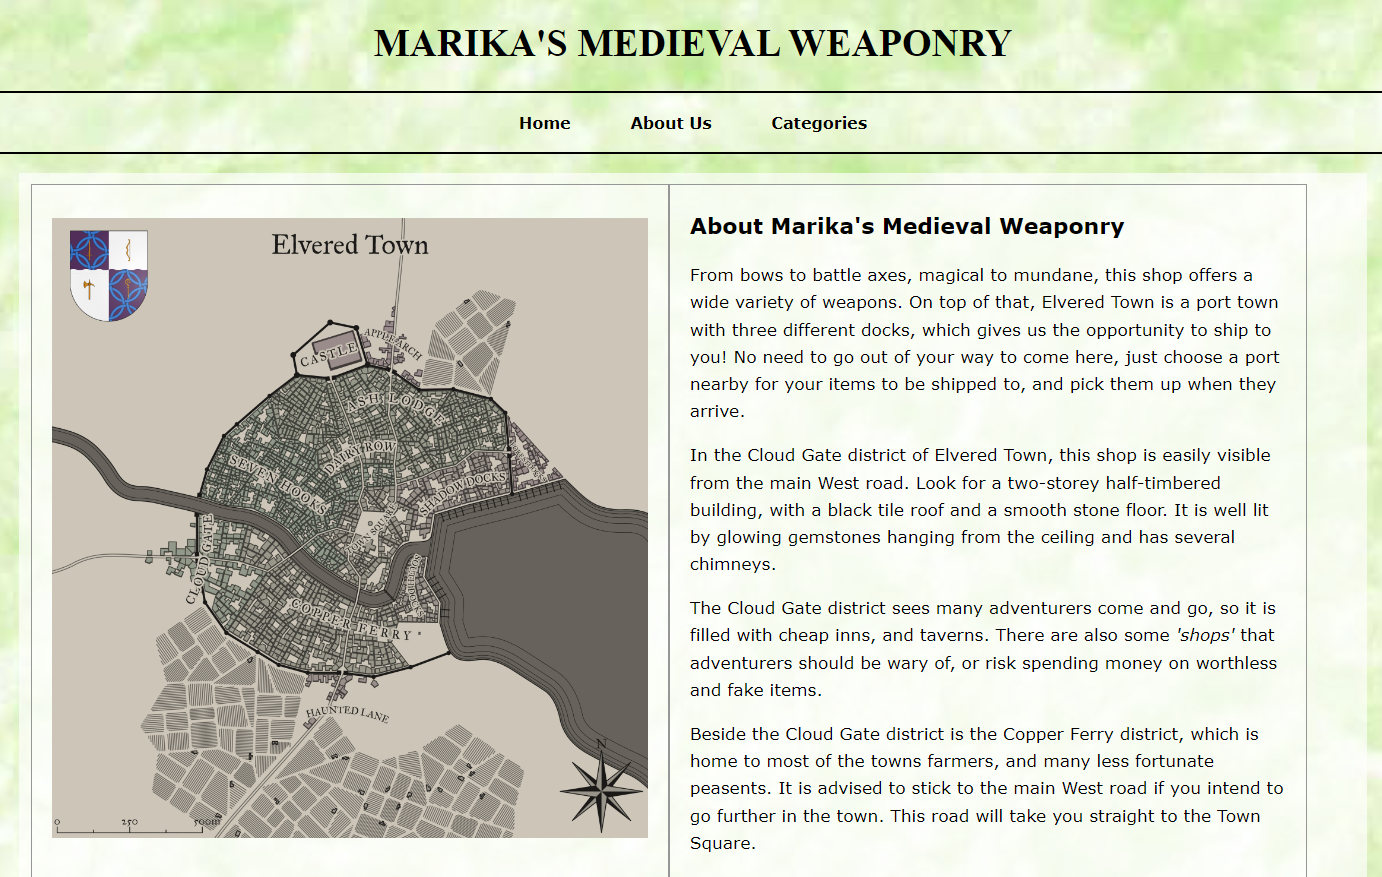 MARIKA'S MEDIEVAL WEAPONRY
Home About Us Categories
Elvered Town
CASTLE
APPLE ARCH
ASH LODGE
DAIRY ROW
SEVEN HOOKS
SHADOW DOCKS
TOWN SQUARE
CLOUD GATE
COPPER FERRY
HAUNTED LANE
N
0 250 500m
About Marika's Medieval Weaponry
From bows to battle axes, magical to mundane, this shop offers a
wide variety of weapons. On top of that, Elvered Town is a port town
with three different docks, which gives us the opportunity to ship to
you! No need to go out of your way to come here, just choose a port
nearby for your items to be shipped to, and pick them up when they
arrive.
In the Cloud Gate district of Elvered Town, this shop is easily visible
from the main West road. Look for a two-storey half-timbered
building, with a black tile roof and a smooth stone floor. It is well lit
by glowing gemstones hanging from the ceiling and has several
chimneys.
The Cloud Gate district sees many adventurers come and go, so it is
filled with cheap inns, and taverns. There are also some 'shops' that
adventurers should be wary of, or risk spending money on worthless
and fake items.
Beside the Cloud Gate district is the Copper Ferry district, which is
home to most of the towns farmers, and many less fortunate
peasents. It is advised to stick to the main West road if you intend to
go further in the town. This road will take you straight to the Town
Square.